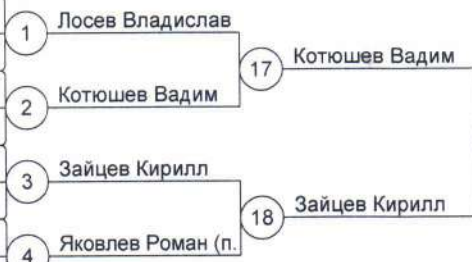 1 Лосев Владислав
17 Котюшев Вадим
2 Котюшев Вадим
3 Зайцев Кирилл
18 Зайцев Кирилл
4 Яковлев Роман (п.